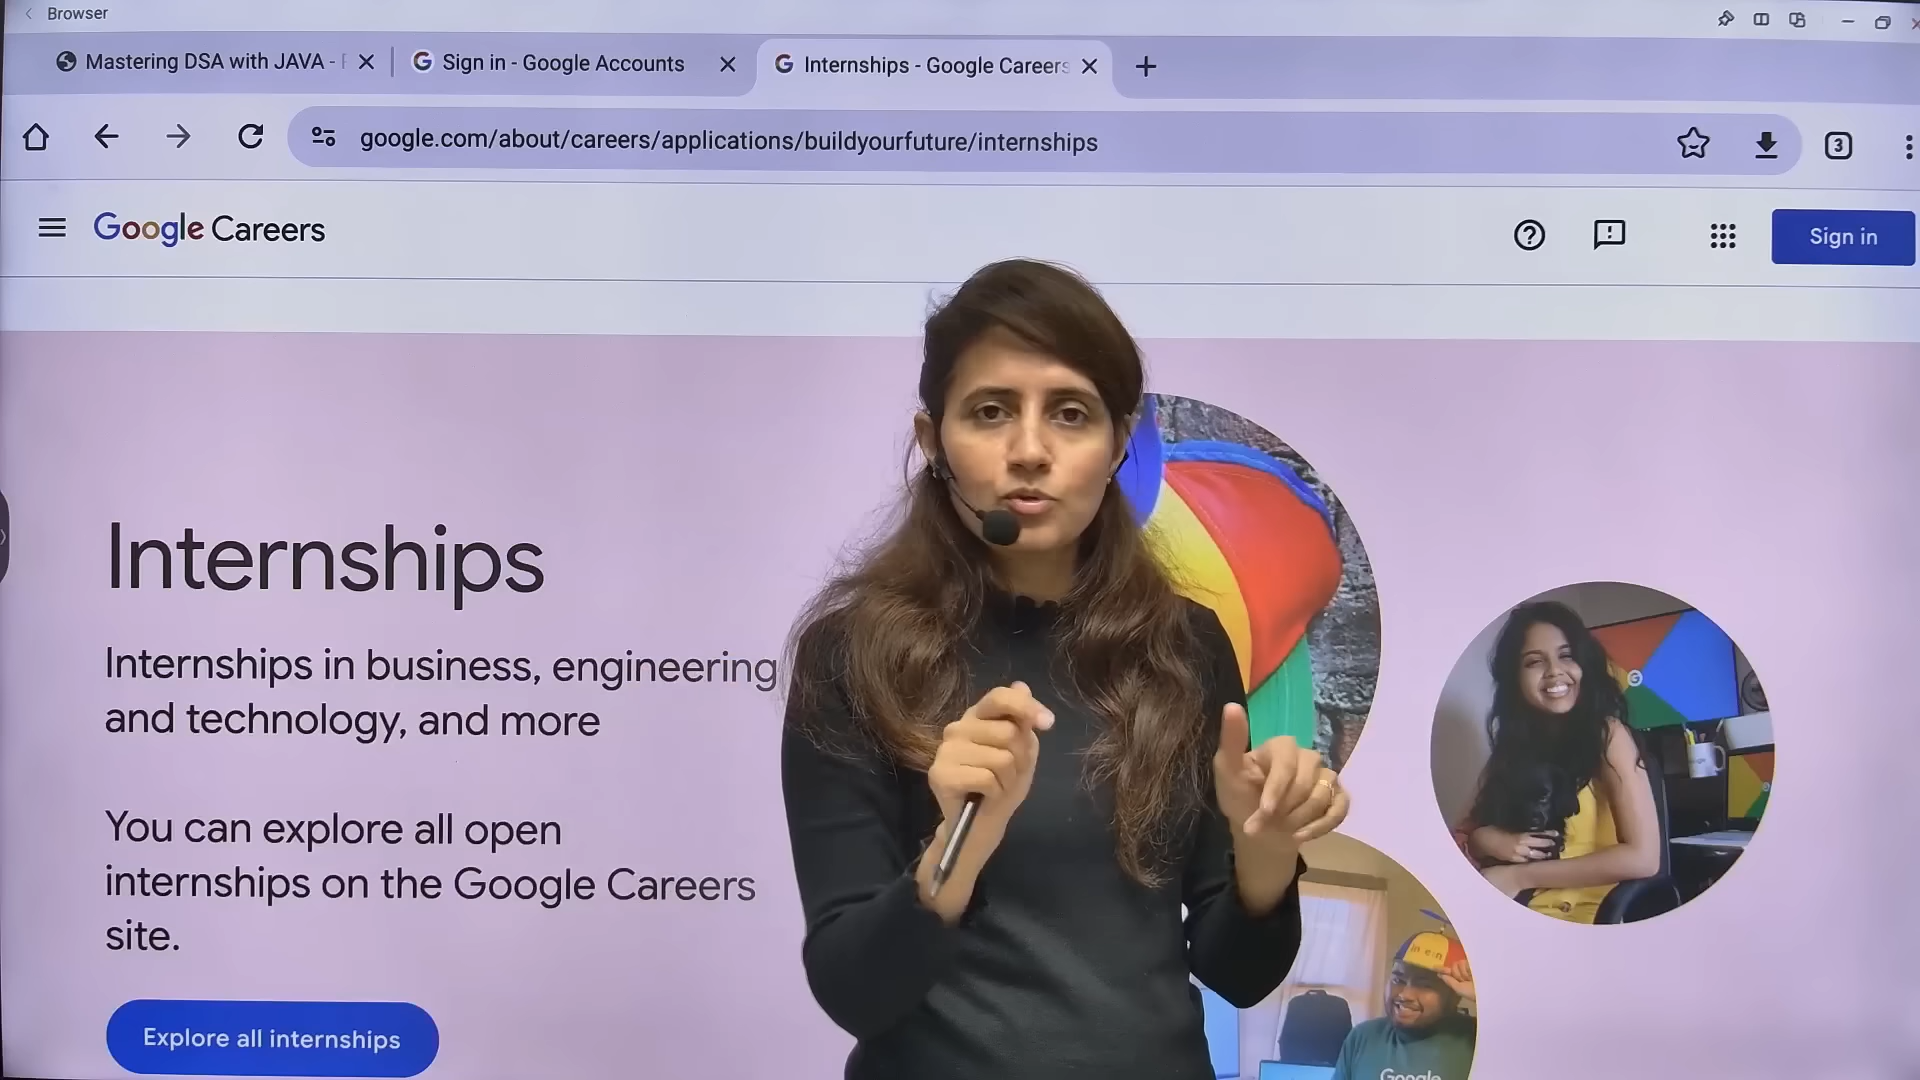 Browser
Mastering DSA with JAVA -
Sign in - Google Accounts
Internships - Google Careers
google.com/about/careers/applications/buildyourfuture/internships
3
Google Careers
Sign in
Internships
Internships in business, engineering
and technology, and more
You can explore all open
internships on the Google Careers
site.
Explore all internships
Google